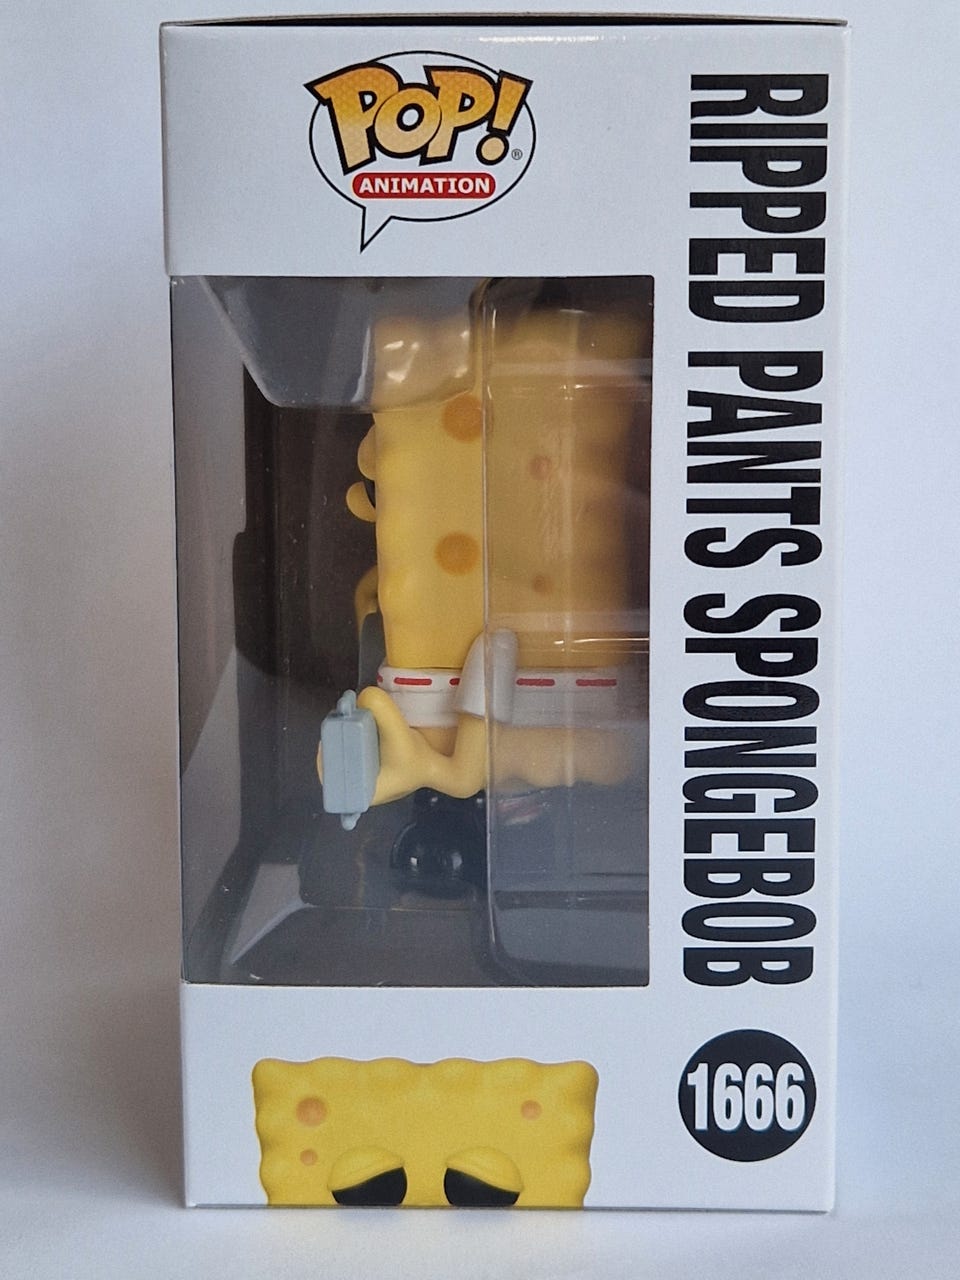 POP!
®
ANIMATION
RIPPED PANTS SPONGEBOB
1666